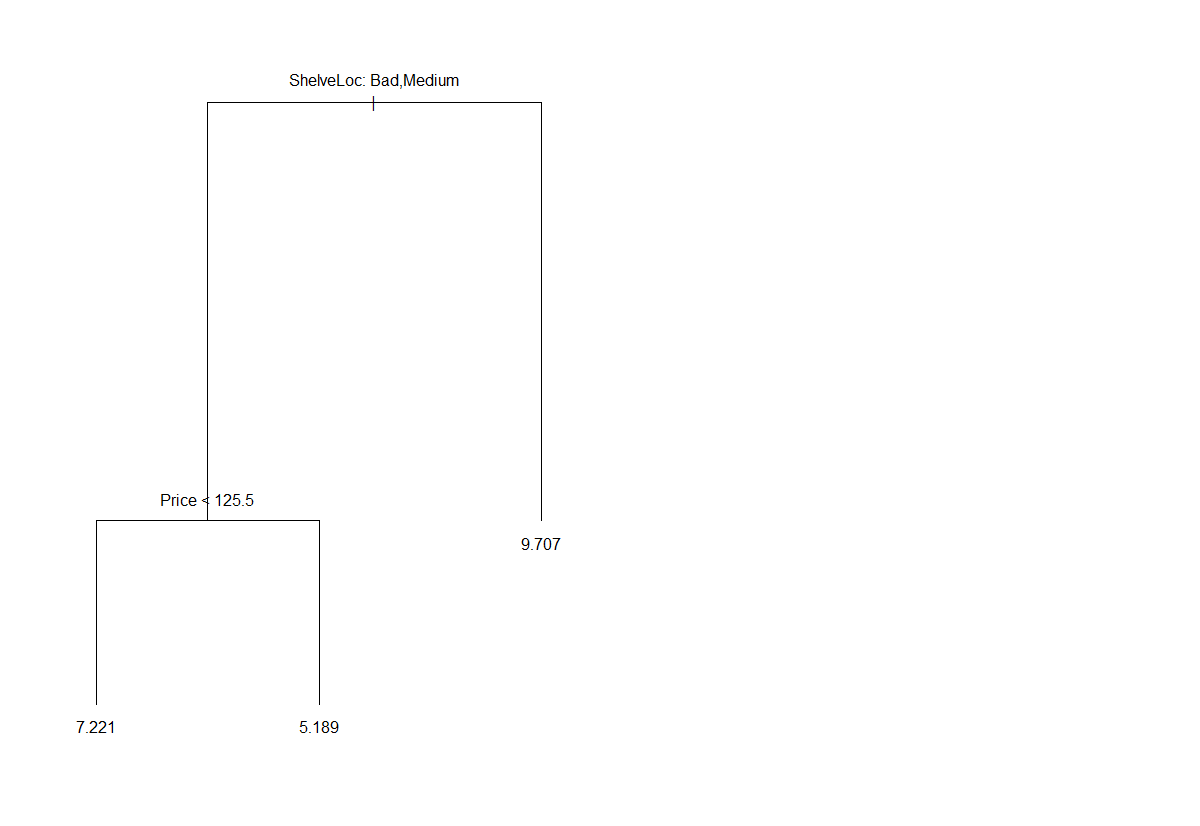 ShelveLoc: Bad,Medium
Price < 125.5
9.707
7.221
5.189